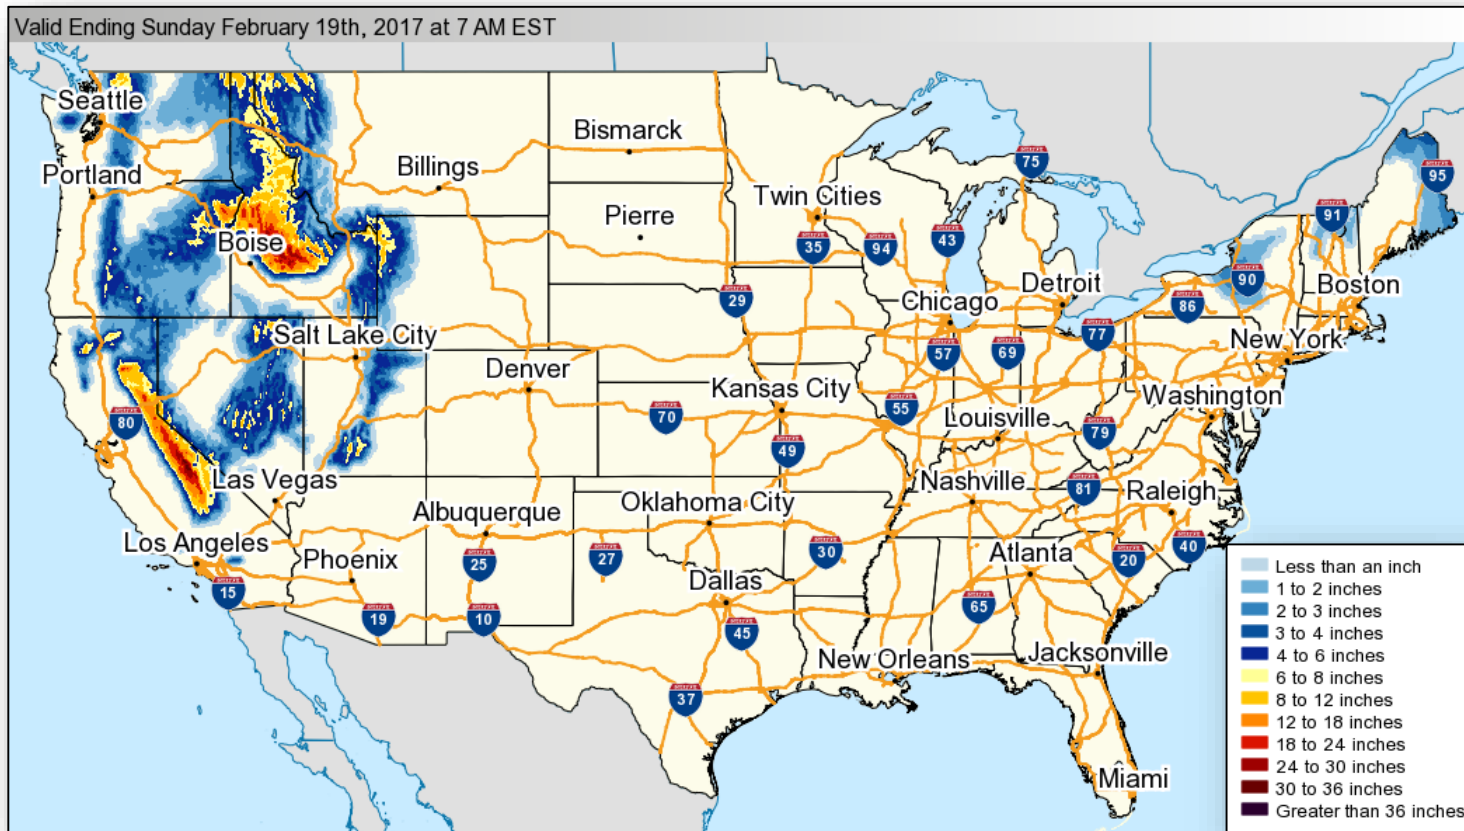 Valid Ending Sunday February 19th, 2017 at 7 AM EST
Seattle
Portland
Boise
Billings
Bismarck
Pierre
Twin Cities
75
95
91
35
94
43
90
29
Chicago
Detroit
86
Boston
Salt Lake City
57
69
77
New York
Denver
Kansas City
Washington
80
70
55
Louisville
79
49
Las Vegas
Nashville
81
Raleigh
Albuquerque
Oklahoma City
Los Angeles
Phoenix
25
27
30
Atlanta
20
40
15
19
10
Dallas
45
65
New Orleans
Jacksonville
37
Miami
Less than an inch
1 to 2 inches
2 to 3 inches
3 to 4 inches
4 to 6 inches
6 to 8 inches
8 to 12 inches
12 to 18 inches
18 to 24 inches
24 to 30 inches
30 to 36 inches
Greater than 36 inches